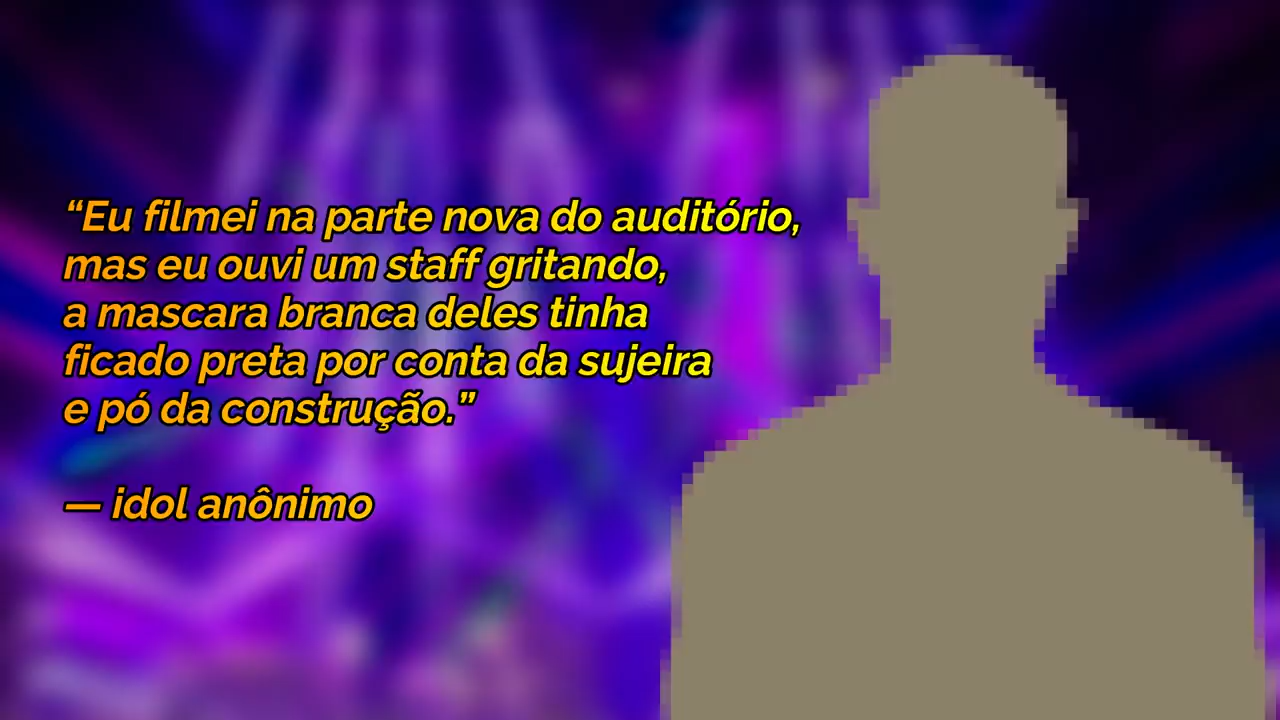 “Eu filmei na parte nova do auditório,
mas eu ouvi um staff gritando,
a mascara branca deles tinha
ficado preta por conta da sujeira
e pó da construção.”
— idol anônimo